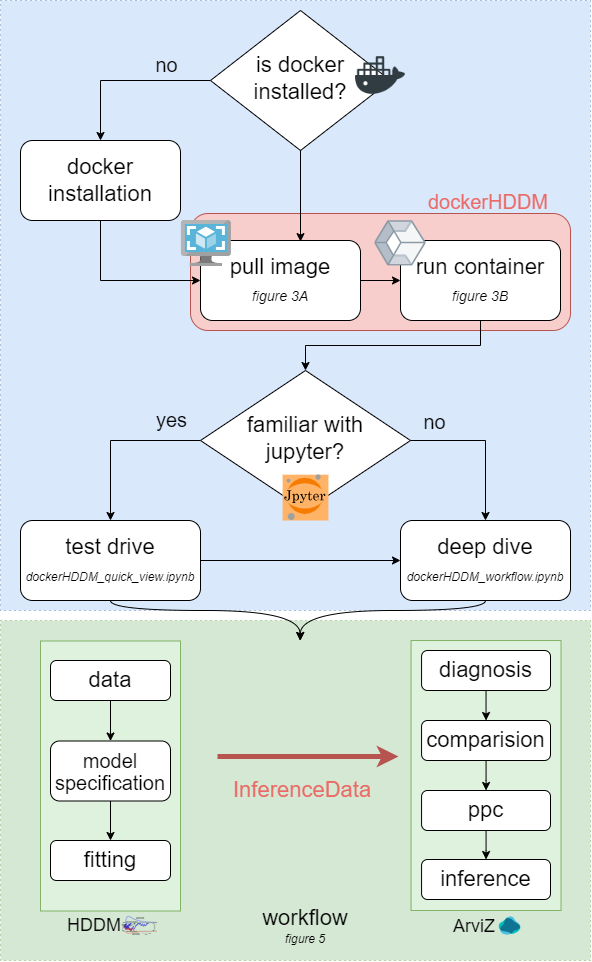 no
is docker
installed?
docker
installation
dockerHDDM
pull image
figure 3A
run container
figure 3B
yes
familiar with
jupyter?
no
Jpyter
test drive
dockerHDDM_quick_view.ipynb
deep dive
dockerHDDM_workflow.ipynb
data
model
specification
fitting
HDDM
InferenceData
diagnosis
comparision
ppc
inference
ArviZ
workflow
figure 5